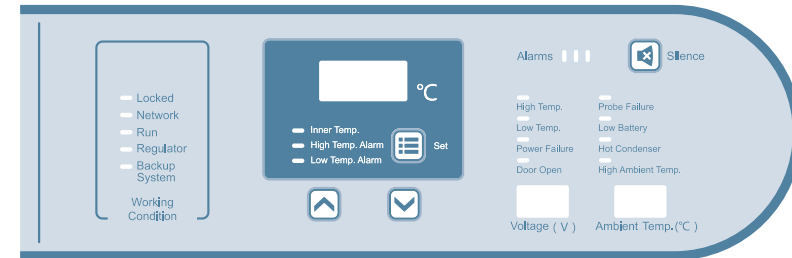 Locked
Network
Run
Regulator
Backup
System
Working
Condition
°C
Inner Temp.
High Temp. Alarm
Low Temp. Alarm
Set
Alarms
Silence
High Temp.
Low Temp.
Power Failure
Door Open
Probe Failure
Low Battery
Hot Condenser
High Ambient Temp.
Voltage ( V )
Ambient Temp.(°C )